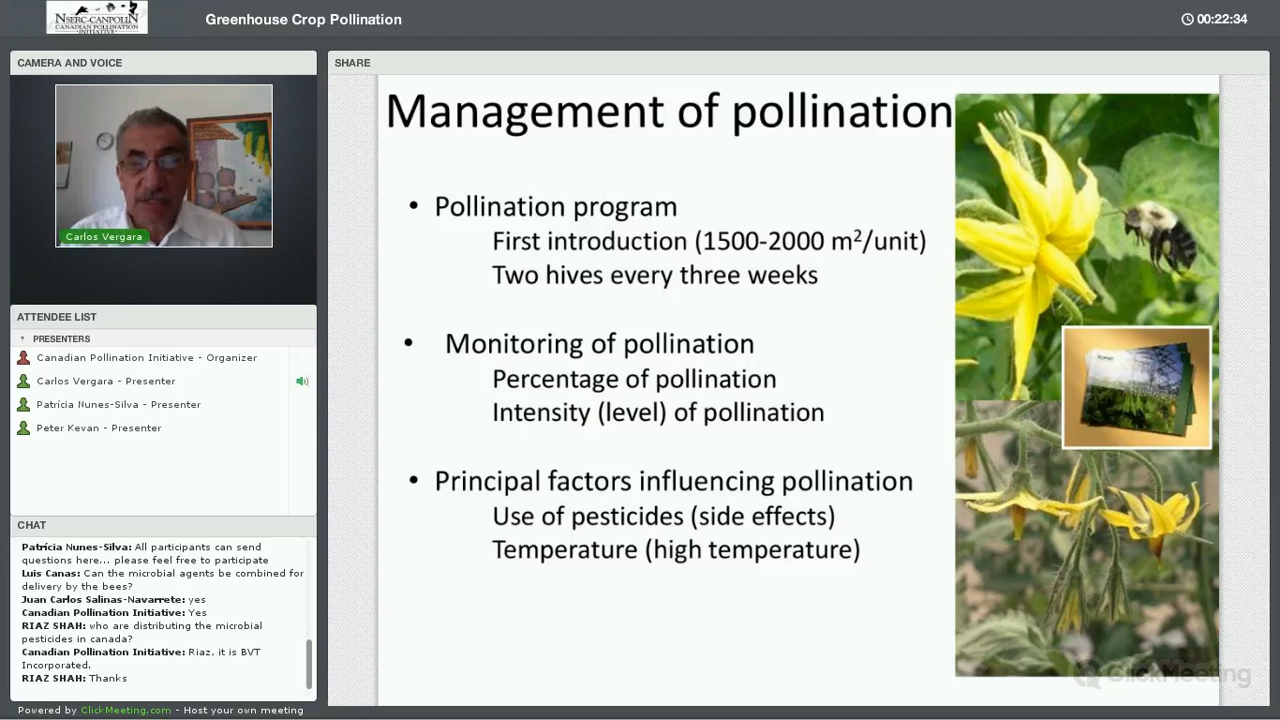 NSERC-CANPOLIN
CANADIAN POLLINATION
INITIATIVE
Greenhouse Crop Pollination
00:22:34
CAMERA AND VOICE
Carlos Vergara
ATTENDEE LIST
PRESENTERS
Canadian Pollination Initiative - Organizer
Carlos Vergara - Presenter
Patrícia Nunes-Silva - Presenter
Peter Kevan - Presenter
CHAT
Patrícia Nunes-Silva: All participants can send
questions here... please feel free to participate
Luis Canas: Can the microbial agents be combined for
delivery by the bees?
Juan Carlos Salinas-Navarrete: yes
Canadian Pollination Initiative: Yes
RIAZ SHAH: who are distributing the microbial
pesticides in canada?
Canadian Pollination Initiative: Riaz, it is BVT
Incorporated.
RIAZ SHAH: Thanks
Powered by ClickMeeting.com - Host your own meeting
SHARE
Management of pollination
• Pollination program
First introduction (1500-2000 m²/unit)
Two hives every three weeks
• Monitoring of pollination
Percentage of pollination
Intensity (level) of pollination
• Principal factors influencing pollination
Use of pesticides (side effects)
Temperature (high temperature)
ClickMeeting